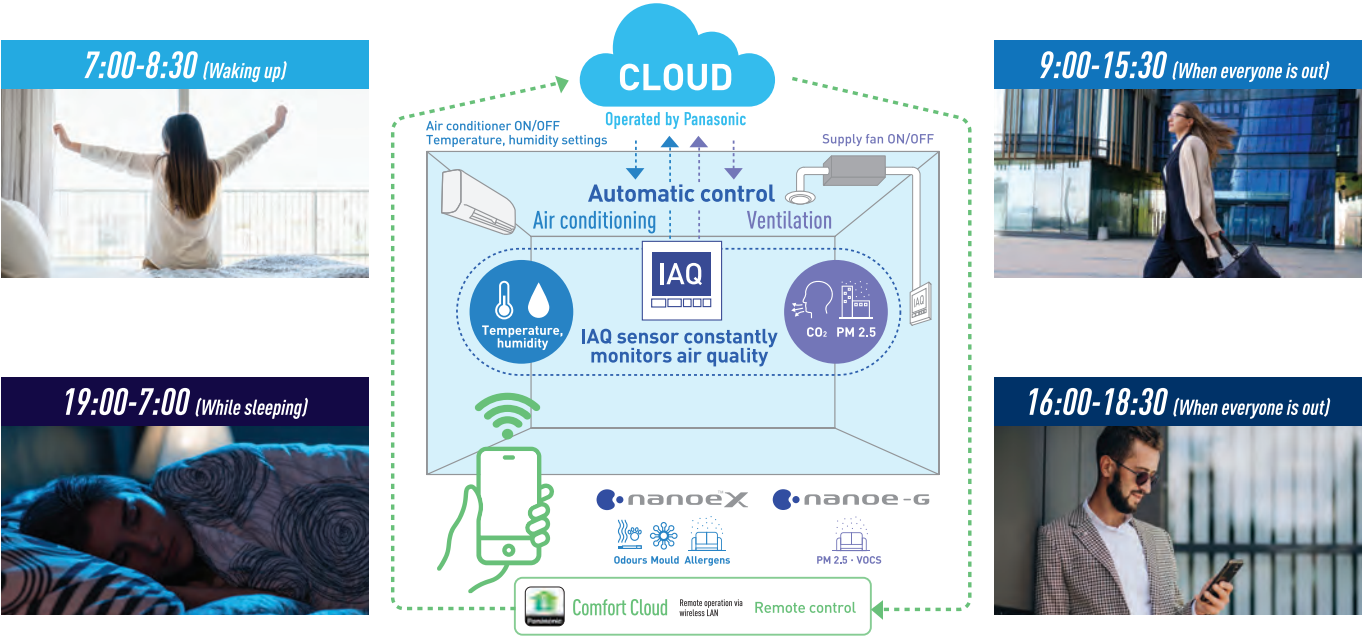 7:00-8:30 (Waking up)
CLOUD
Operated by Panasonic
9:00-15:30 (When everyone is out)
Air conditioner ON/OFF
Temperature, humidity settings
Supply fan ON/OFF
Automatic control
Air conditioning
Ventilation
IAQ
IAQ
Temperature,
humidity
CO₂ PM 2.5
IAQ sensor constantly
monitors air quality
19:00-7:00 (While sleeping)
16:00-18:30 (When everyone is out)
nanoe™X
nanoe-G
Odours Mould Allergens
PM 2.5 · VOCS
Panasonic
Comfort Cloud
Remote operation via
wireless LAN
Remote control